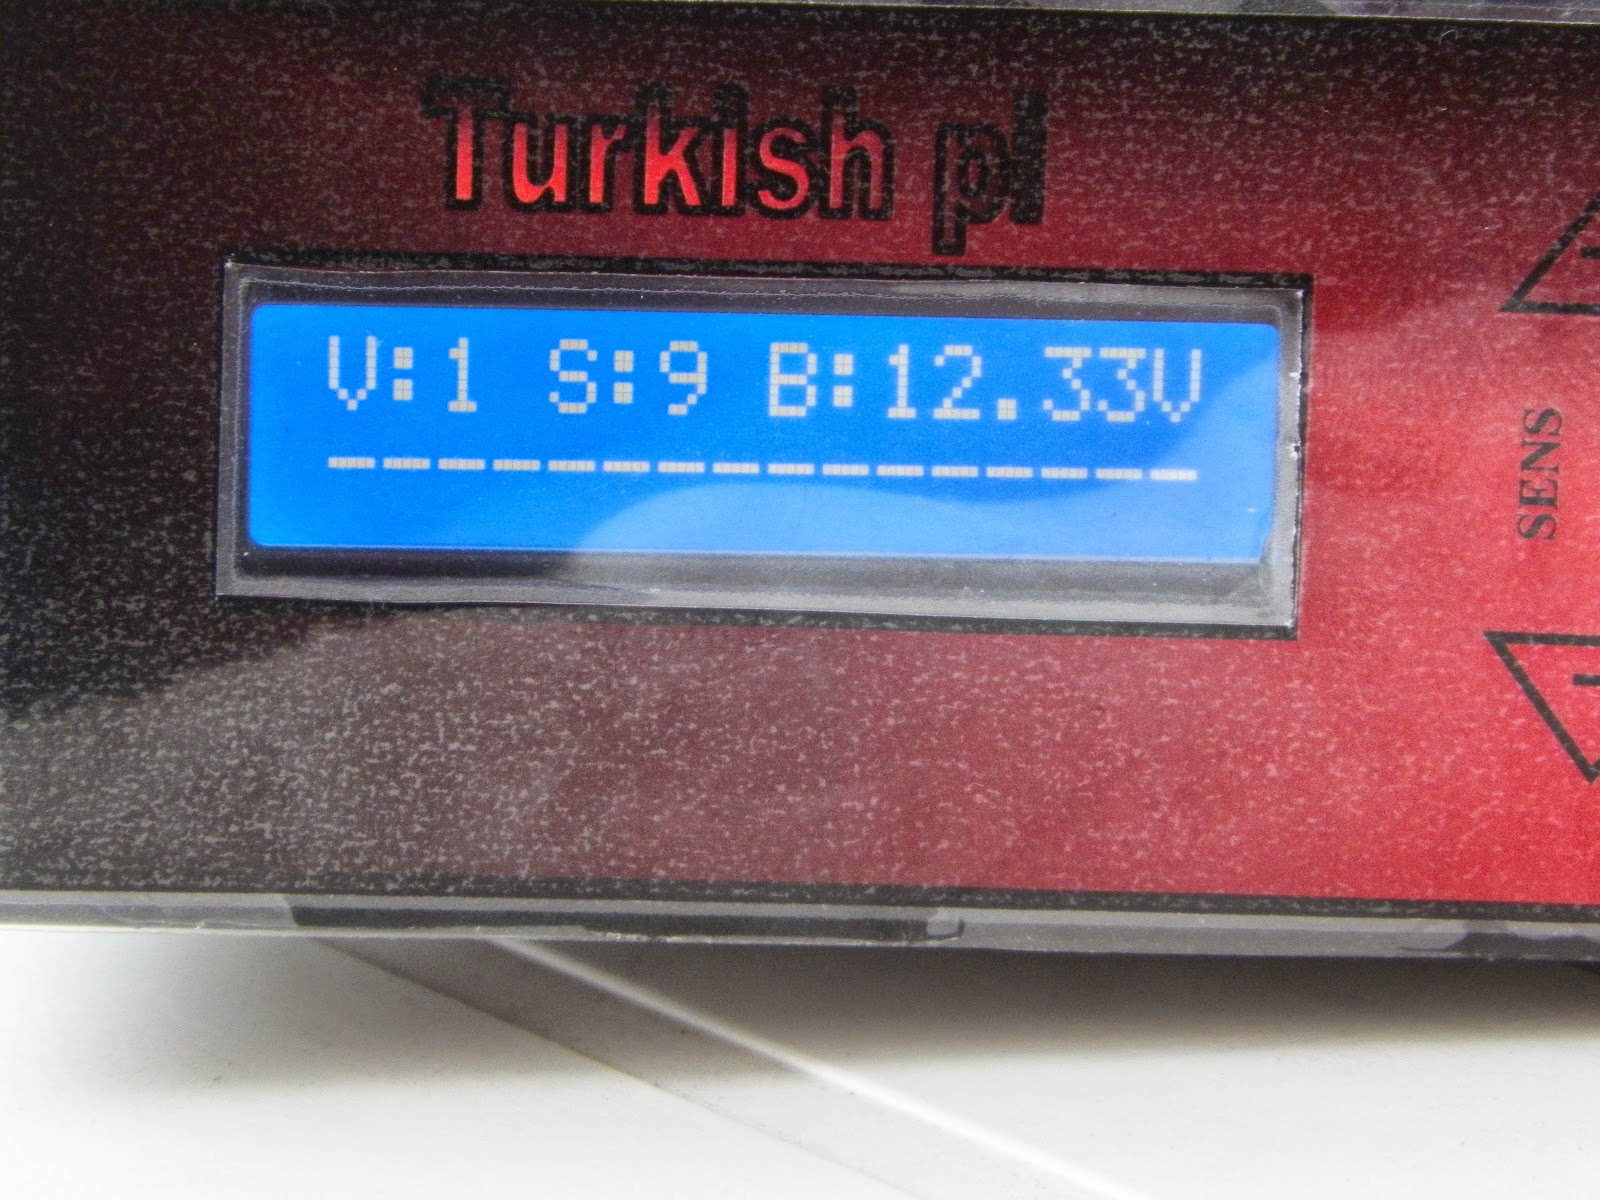 Turkish pl
V:1 S:9 B:12.33V
SENS